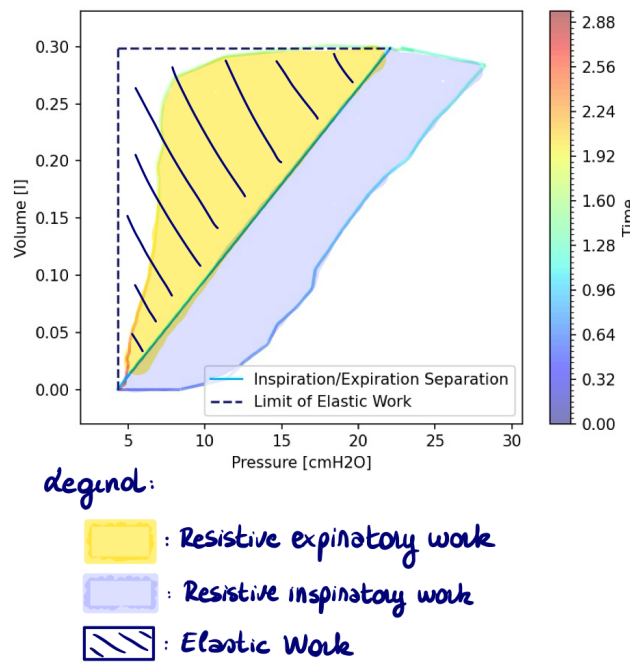 0.30
0.25
0.20
0.15
0.10
0.05
0.00
Volume [l]
5 10 15 20 25 30
Pressure [cmH2O]
Inspiration/Expiration Separation
Limit of Elastic Work
2.88
2.56
2.24
1.92
1.60
1.28
0.96
0.64
0.32
0.00
Time
Legend:
: Resistive expiratory work
: Resistive inspiratory work
: Elastic Work